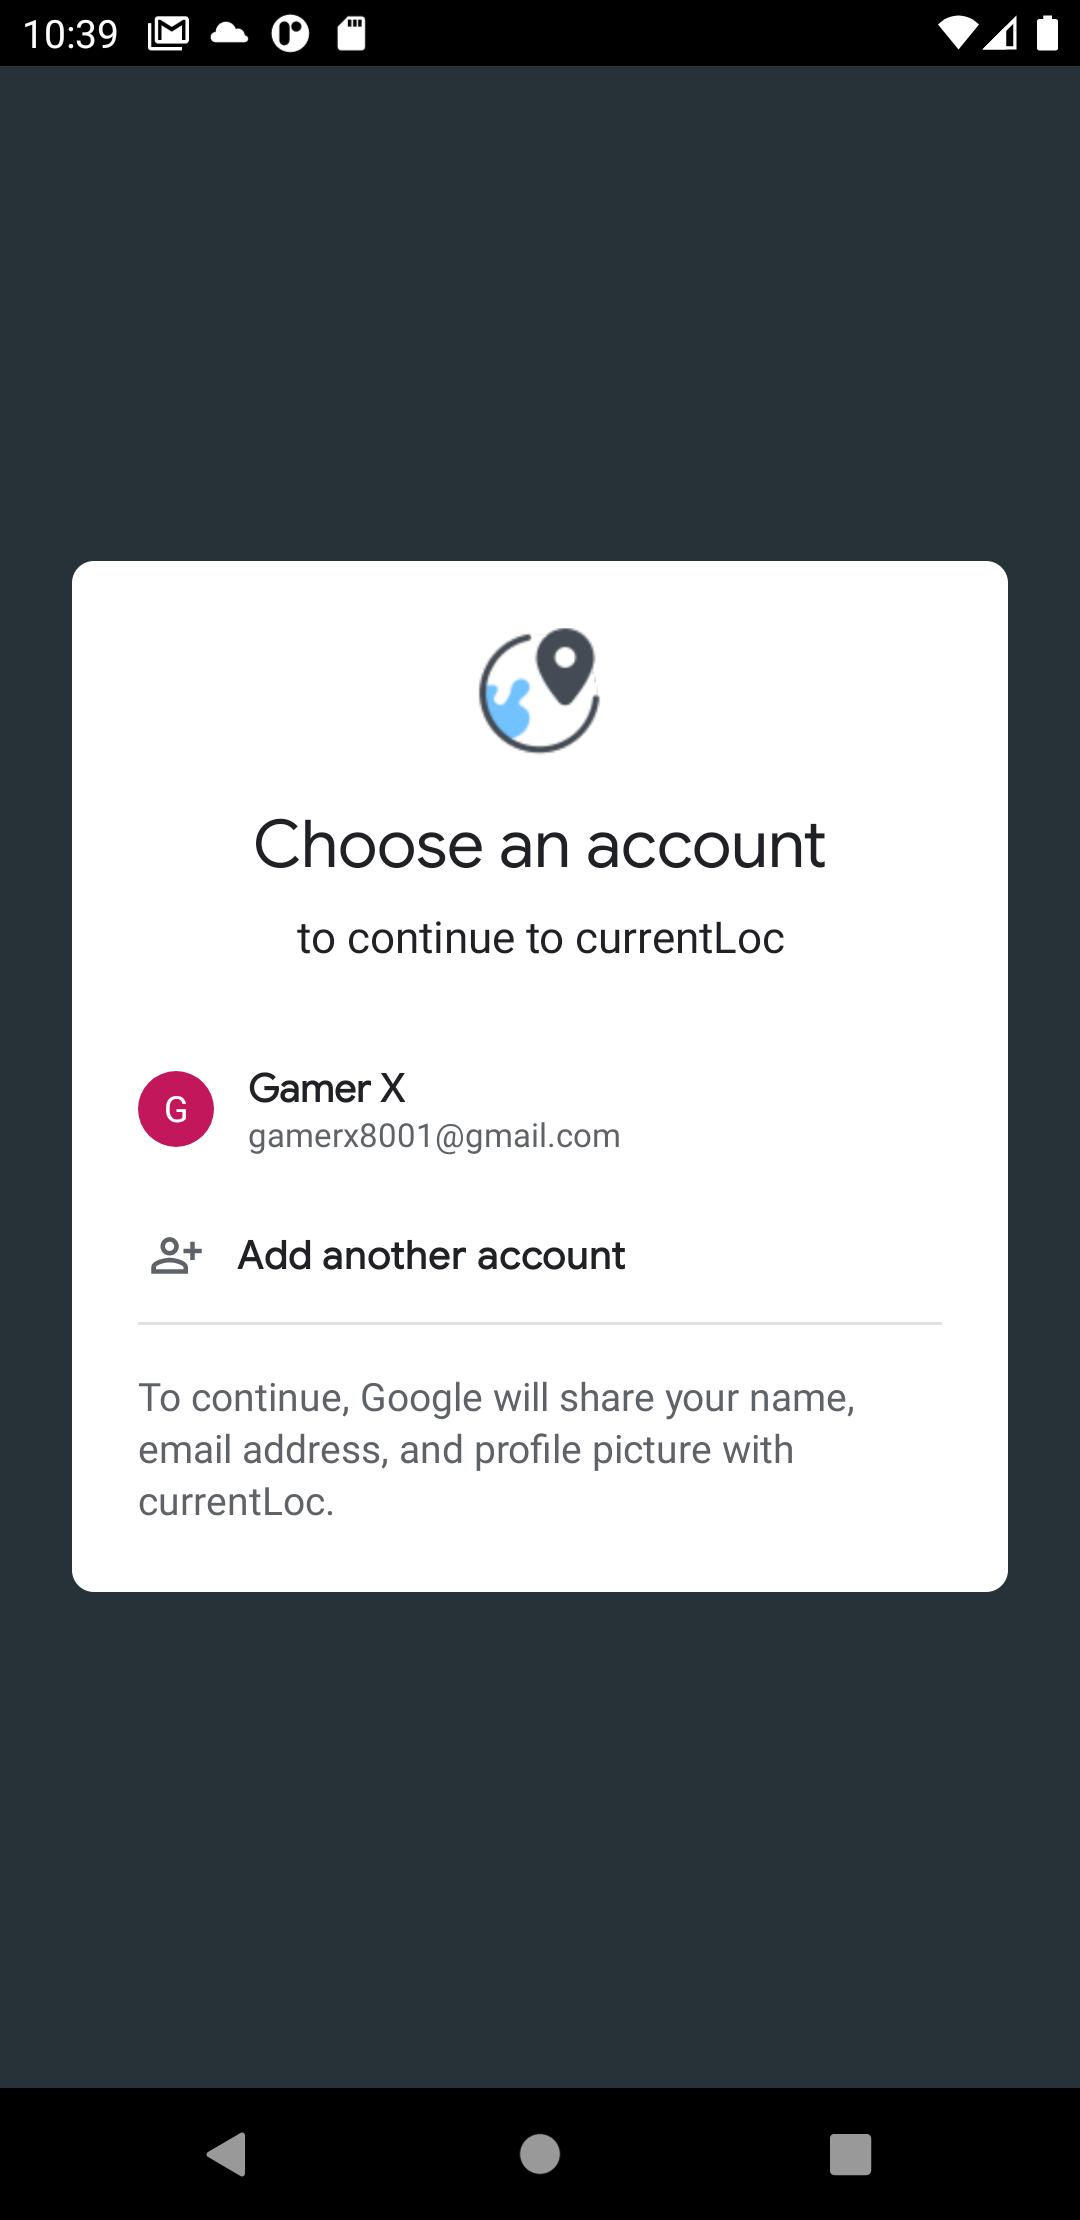 10:39
Choose an account
to continue to currentLoc
G
Gamer X
gamerx8001@gmail.com
Add another account
To continue, Google will share your name,
email address, and profile picture with
currentLoc.